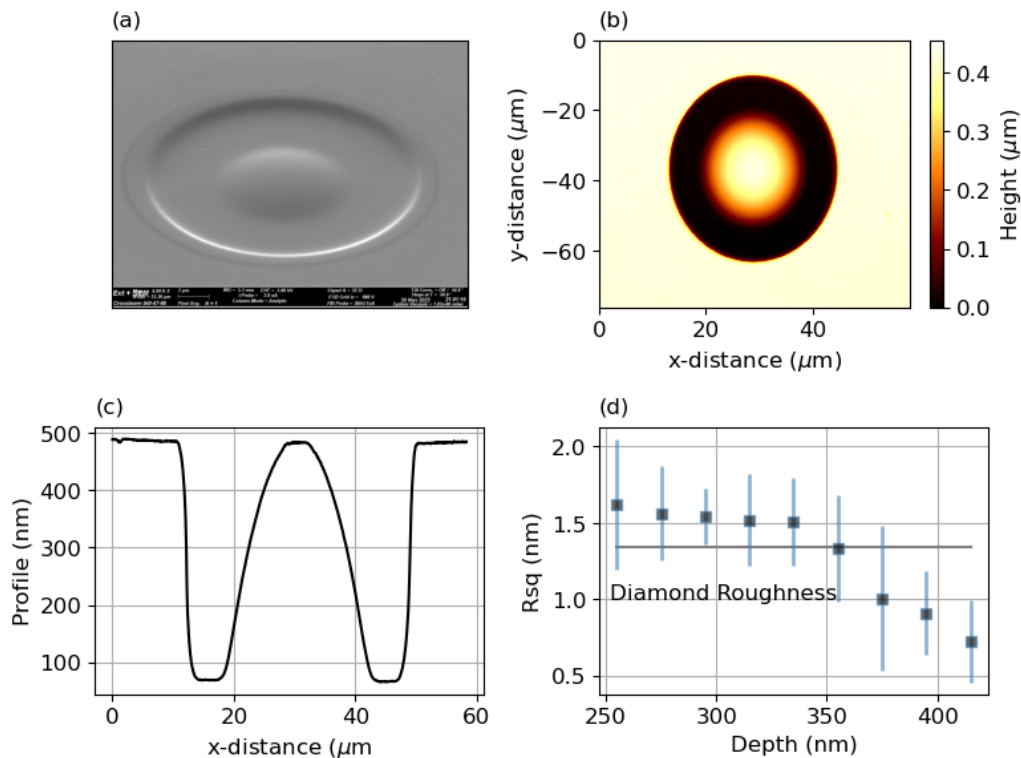 (a)
(b)
0
−20
−40
−60
y-distance (μm)
0
20
40
x-distance (μm)
0.4
0.3
0.2
0.1
0.0
Height (μm)
(c)
500
400
300
200
100
Profile (nm)
0
20
40
60
x-distance (μm
(d)
2.0
1.5
1.0
0.5
Rsq (nm)
Diamond Roughness
250
300
350
400
Depth (nm)